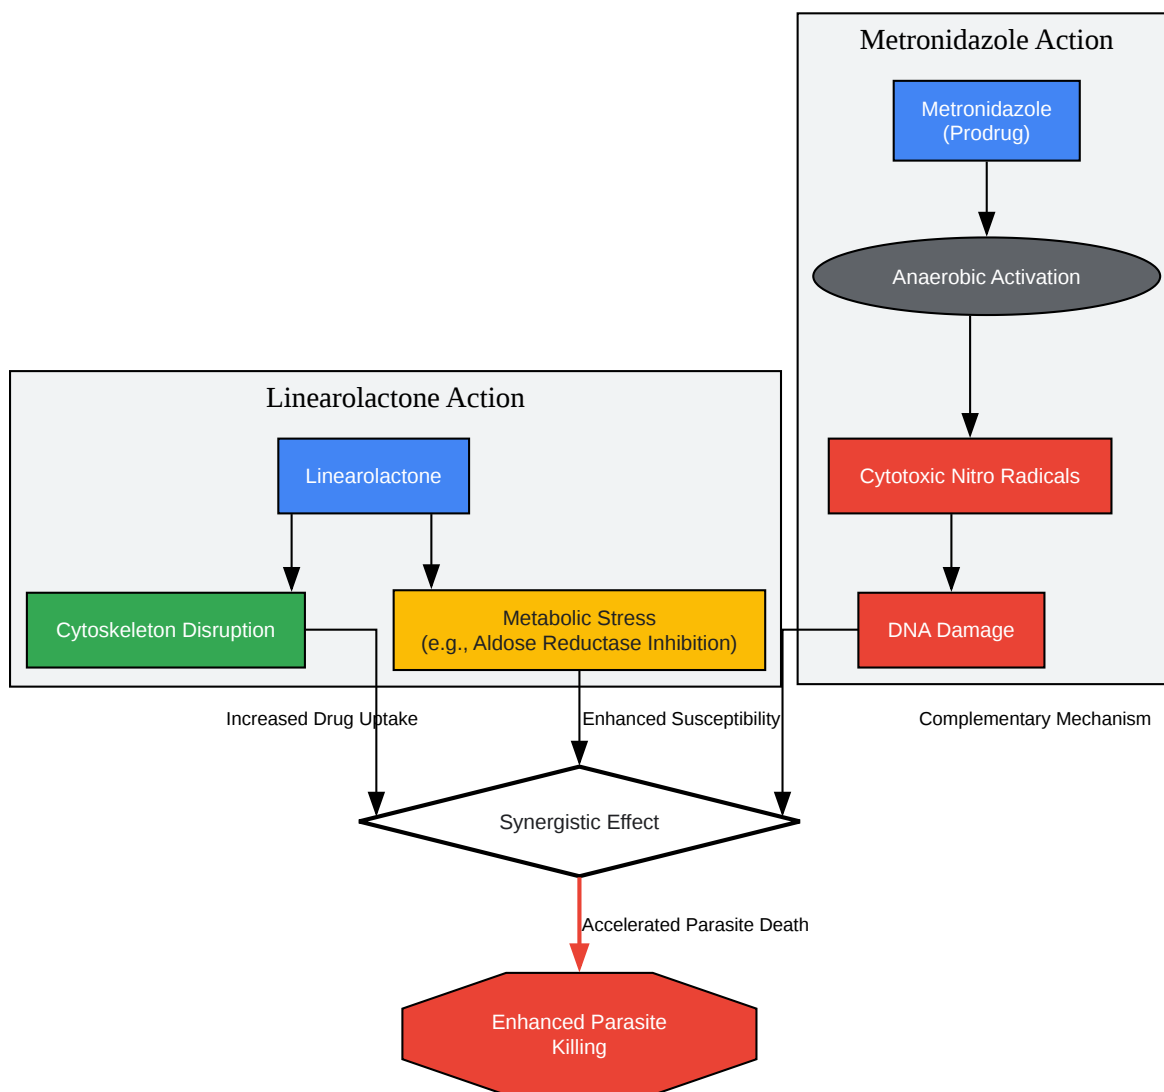 Metronidazole Action
Metronidazole
(Prodrug)
Anaerobic Activation
Linearolactone Action
Linearolactone
Cytotoxic Nitro Radicals
Cytoskeleton Disruption
Metabolic Stress
(e.g., Aldose Reductase Inhibition)
DNA Damage
Increased Drug Uptake
Enhanced Susceptibility
Complementary Mechanism
Synergistic Effect
Accelerated Parasite Death
Enhanced Parasite
Killing